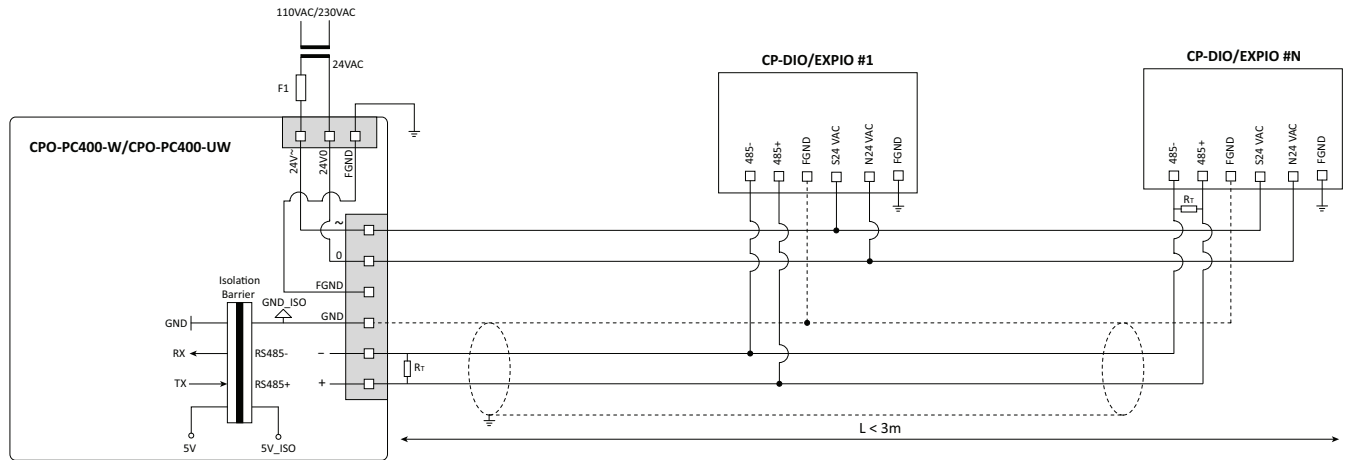 110VAC/230VAC
24VAC
F1
CPO-PC400-W/CPO-PC400-UW
24V~
24V0
FGND
~
0
FGND
GND
–
+
Isolation
Barrier
GND_ISO
GND
RX
TX
RS485-
RS485+
5V
5V_ISO
RT
CP-DIO/EXPIO #1
485-
485+
FGND
S24 VAC
N24 VAC
FGND
CP-DIO/EXPIO #N
485-
485+
FGND
S24 VAC
N24 VAC
FGND
RT
L < 3m